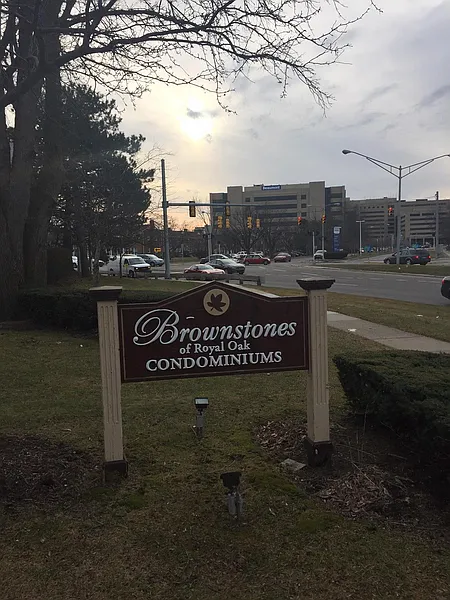 Brownstones
of Royal Oak
CONDOMINIUMS